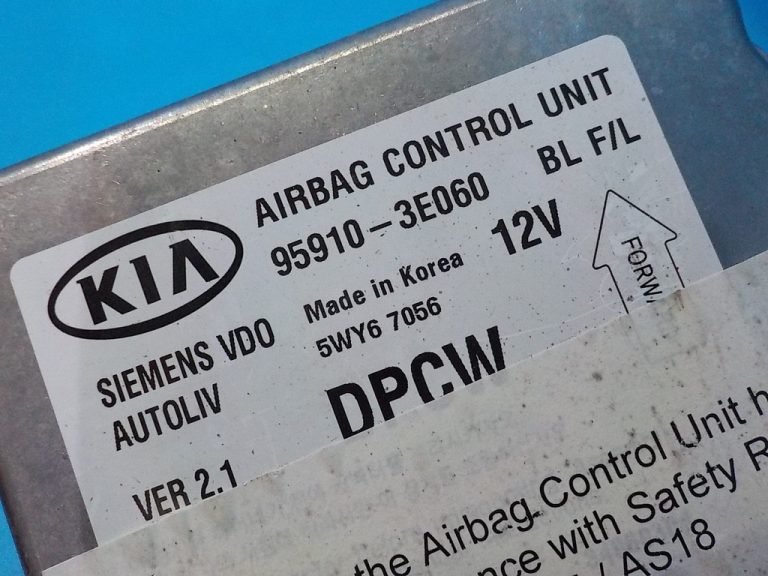 KIA
AIRBAG CONTROL UNIT
95910-3E060
BL F/L
Made in Korea
12V
5WY6 7056
SIEMENS VDO
AUTOLIV
DPCW
VER 2.1
FORWA
the Airbag Control Unit h
nce with Safety R
AS18